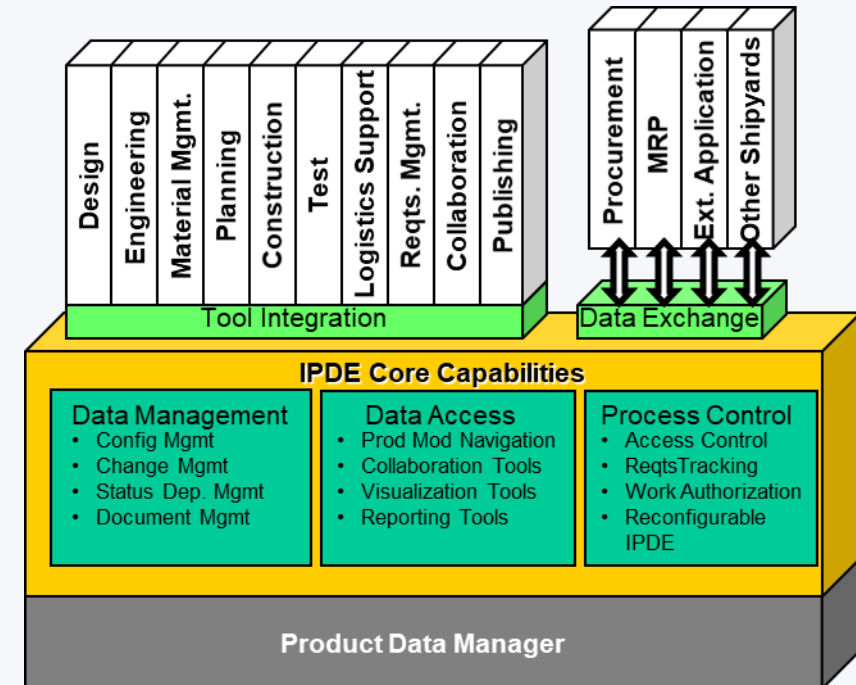 Design
Engineering
Material Mgmt.
Planning
Construction
Test
Logistics Support
Reqts. Mgmt.
Collaboration
Publishing
Procurement
MRP
Ext. Application
Other Shipyards
Tool Integration
Data Exchange
IPDE Core Capabilities
Data Management
• Config Mgmt
• Change Mgmt
• Status Dep. Mgmt
• Document Mgmt
Data Access
• Prod Mod Navigation
• Collaboration Tools
• Visualization Tools
• Reporting Tools
Process Control
• Access Control
• ReqtsTracking
• Work Authorization
• Reconfigurable
IPDE
Product Data Manager